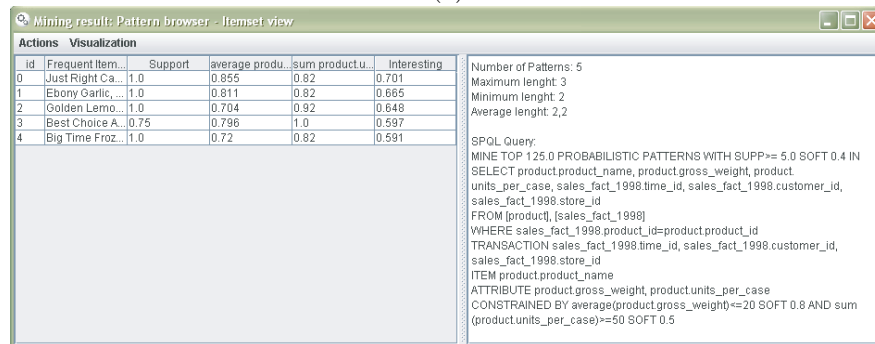 Mining result: Pattern browser - Itemset view
Actions Visualization
id Frequent Item... Support average produ... sum product.u... Interesting
0 Just Right Ca... 1.0 0.855 0.82 0.701
1 Ebony Garlic, ... 1.0 0.811 0.82 0.665
2 Golden Lemo... 1.0 0.704 0.92 0.648
3 Best Choice A... 0.75 0.796 1.0 0.597
4 Big Time Froz... 1.0 0.72 0.82 0.591
Number of Patterns: 5
Maximum lenght: 3
Minimum lenght: 2
Average lenght: 2,2
SPQL Query:
MINE TOP 125.0 PROBABILISTIC PATTERNS WITH SUPP>= 5.0 SOFT 0.4 IN
SELECT product.product_name, product.gross_weight, product.
units_per_case, sales_fact_1998.time_id, sales_fact_1998.customer_id,
sales_fact_1998.store_id
FROM [product], [sales_fact_1998]
WHERE sales_fact_1998.product_id=product.product_id
TRANSACTION sales_fact_1998.time_id, sales_fact_1998.customer_id,
sales_fact_1998.store_id
ITEM product.product_name
ATTRIBUTE product.gross_weight, product.units_per_case
CONSTRAINED BY average(product.gross_weight)<=20 SOFT 0.8 AND sum
(product.units_per_case)>=50 SOFT 0.5